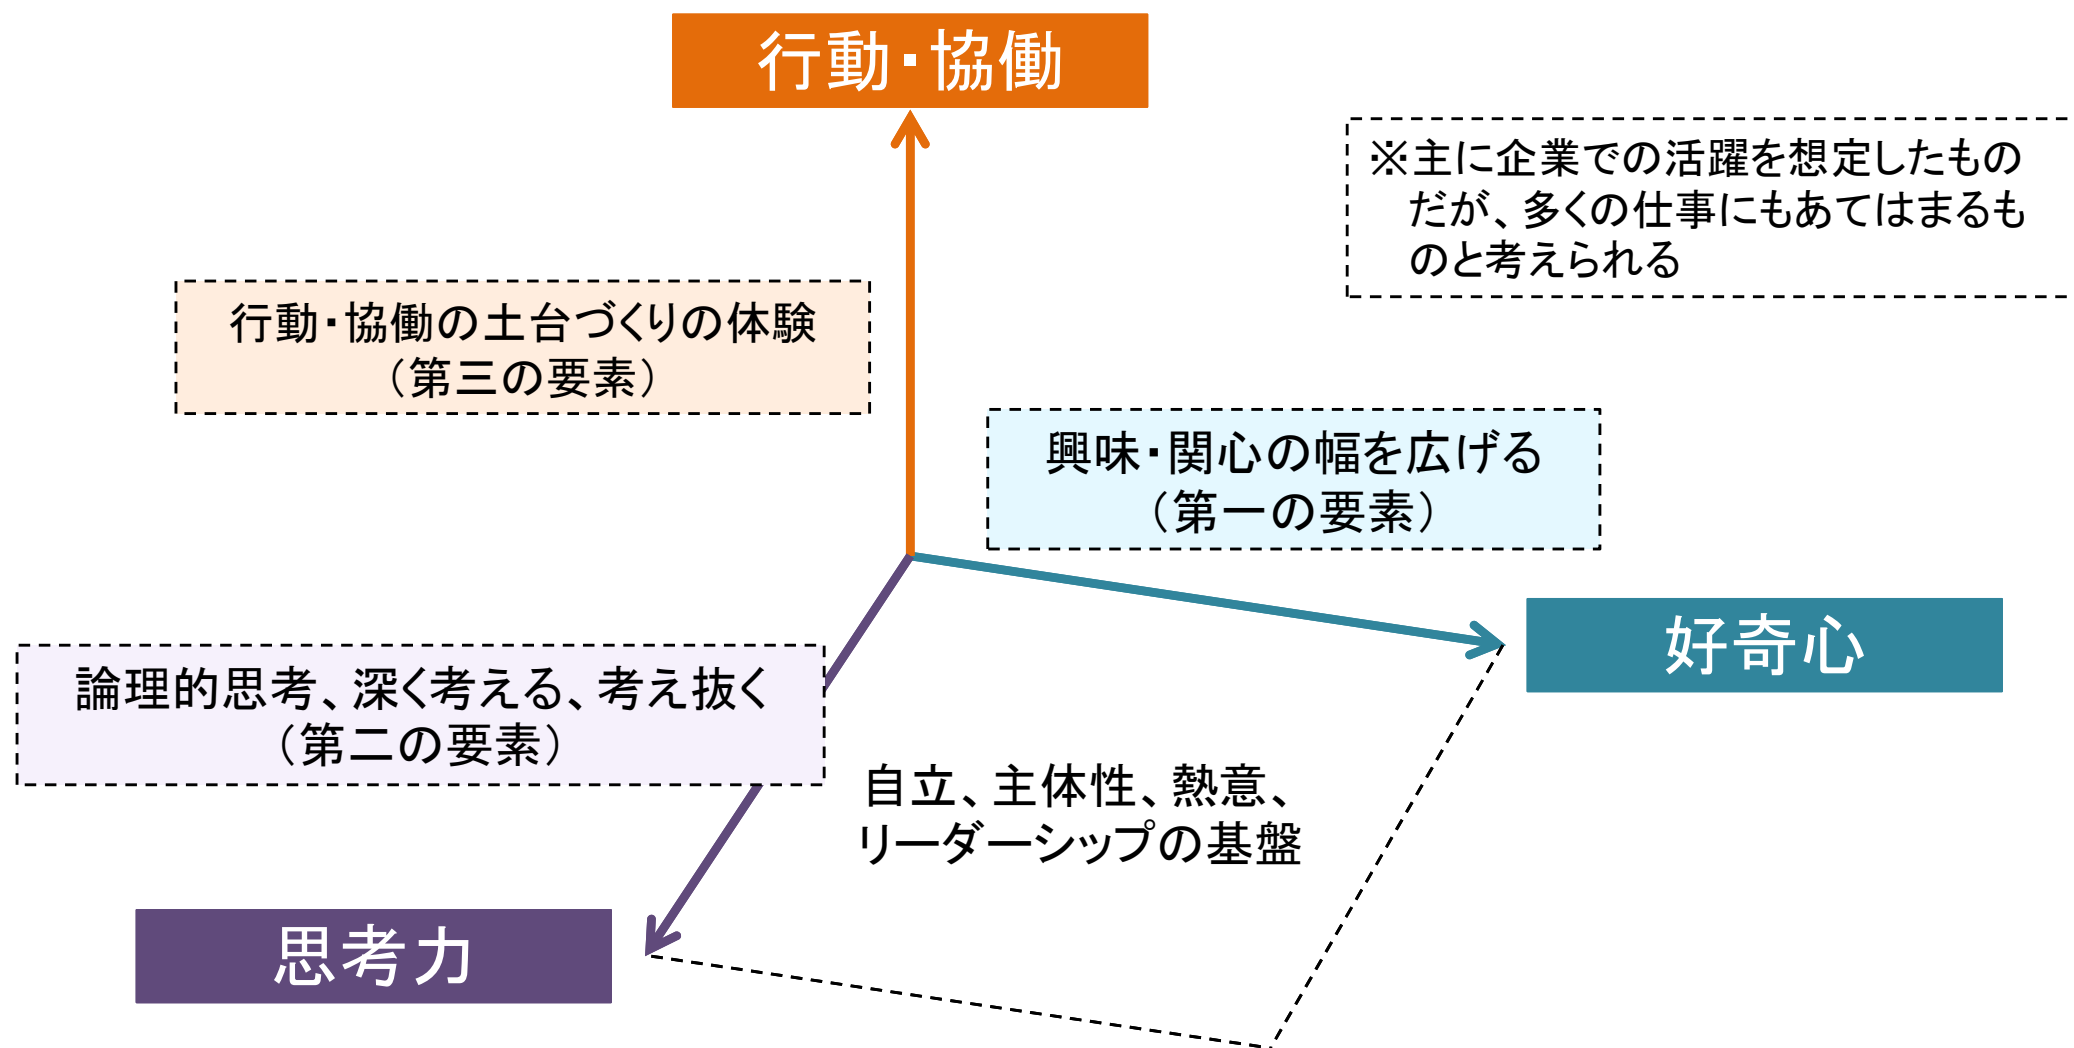 行動・協働
※主に企業での活躍を想定したもの
だが、多くの仕事にもあてはまるも
のと考えられる
行動・協働の土台づくりの体験
（第三の要素）
興味・関心の幅を広げる
（第一の要素）
好奇心
論理的思考、深く考える、考え抜く
（第二の要素）
自立、主体性、熱意、
リーダーシップの基盤
思考力